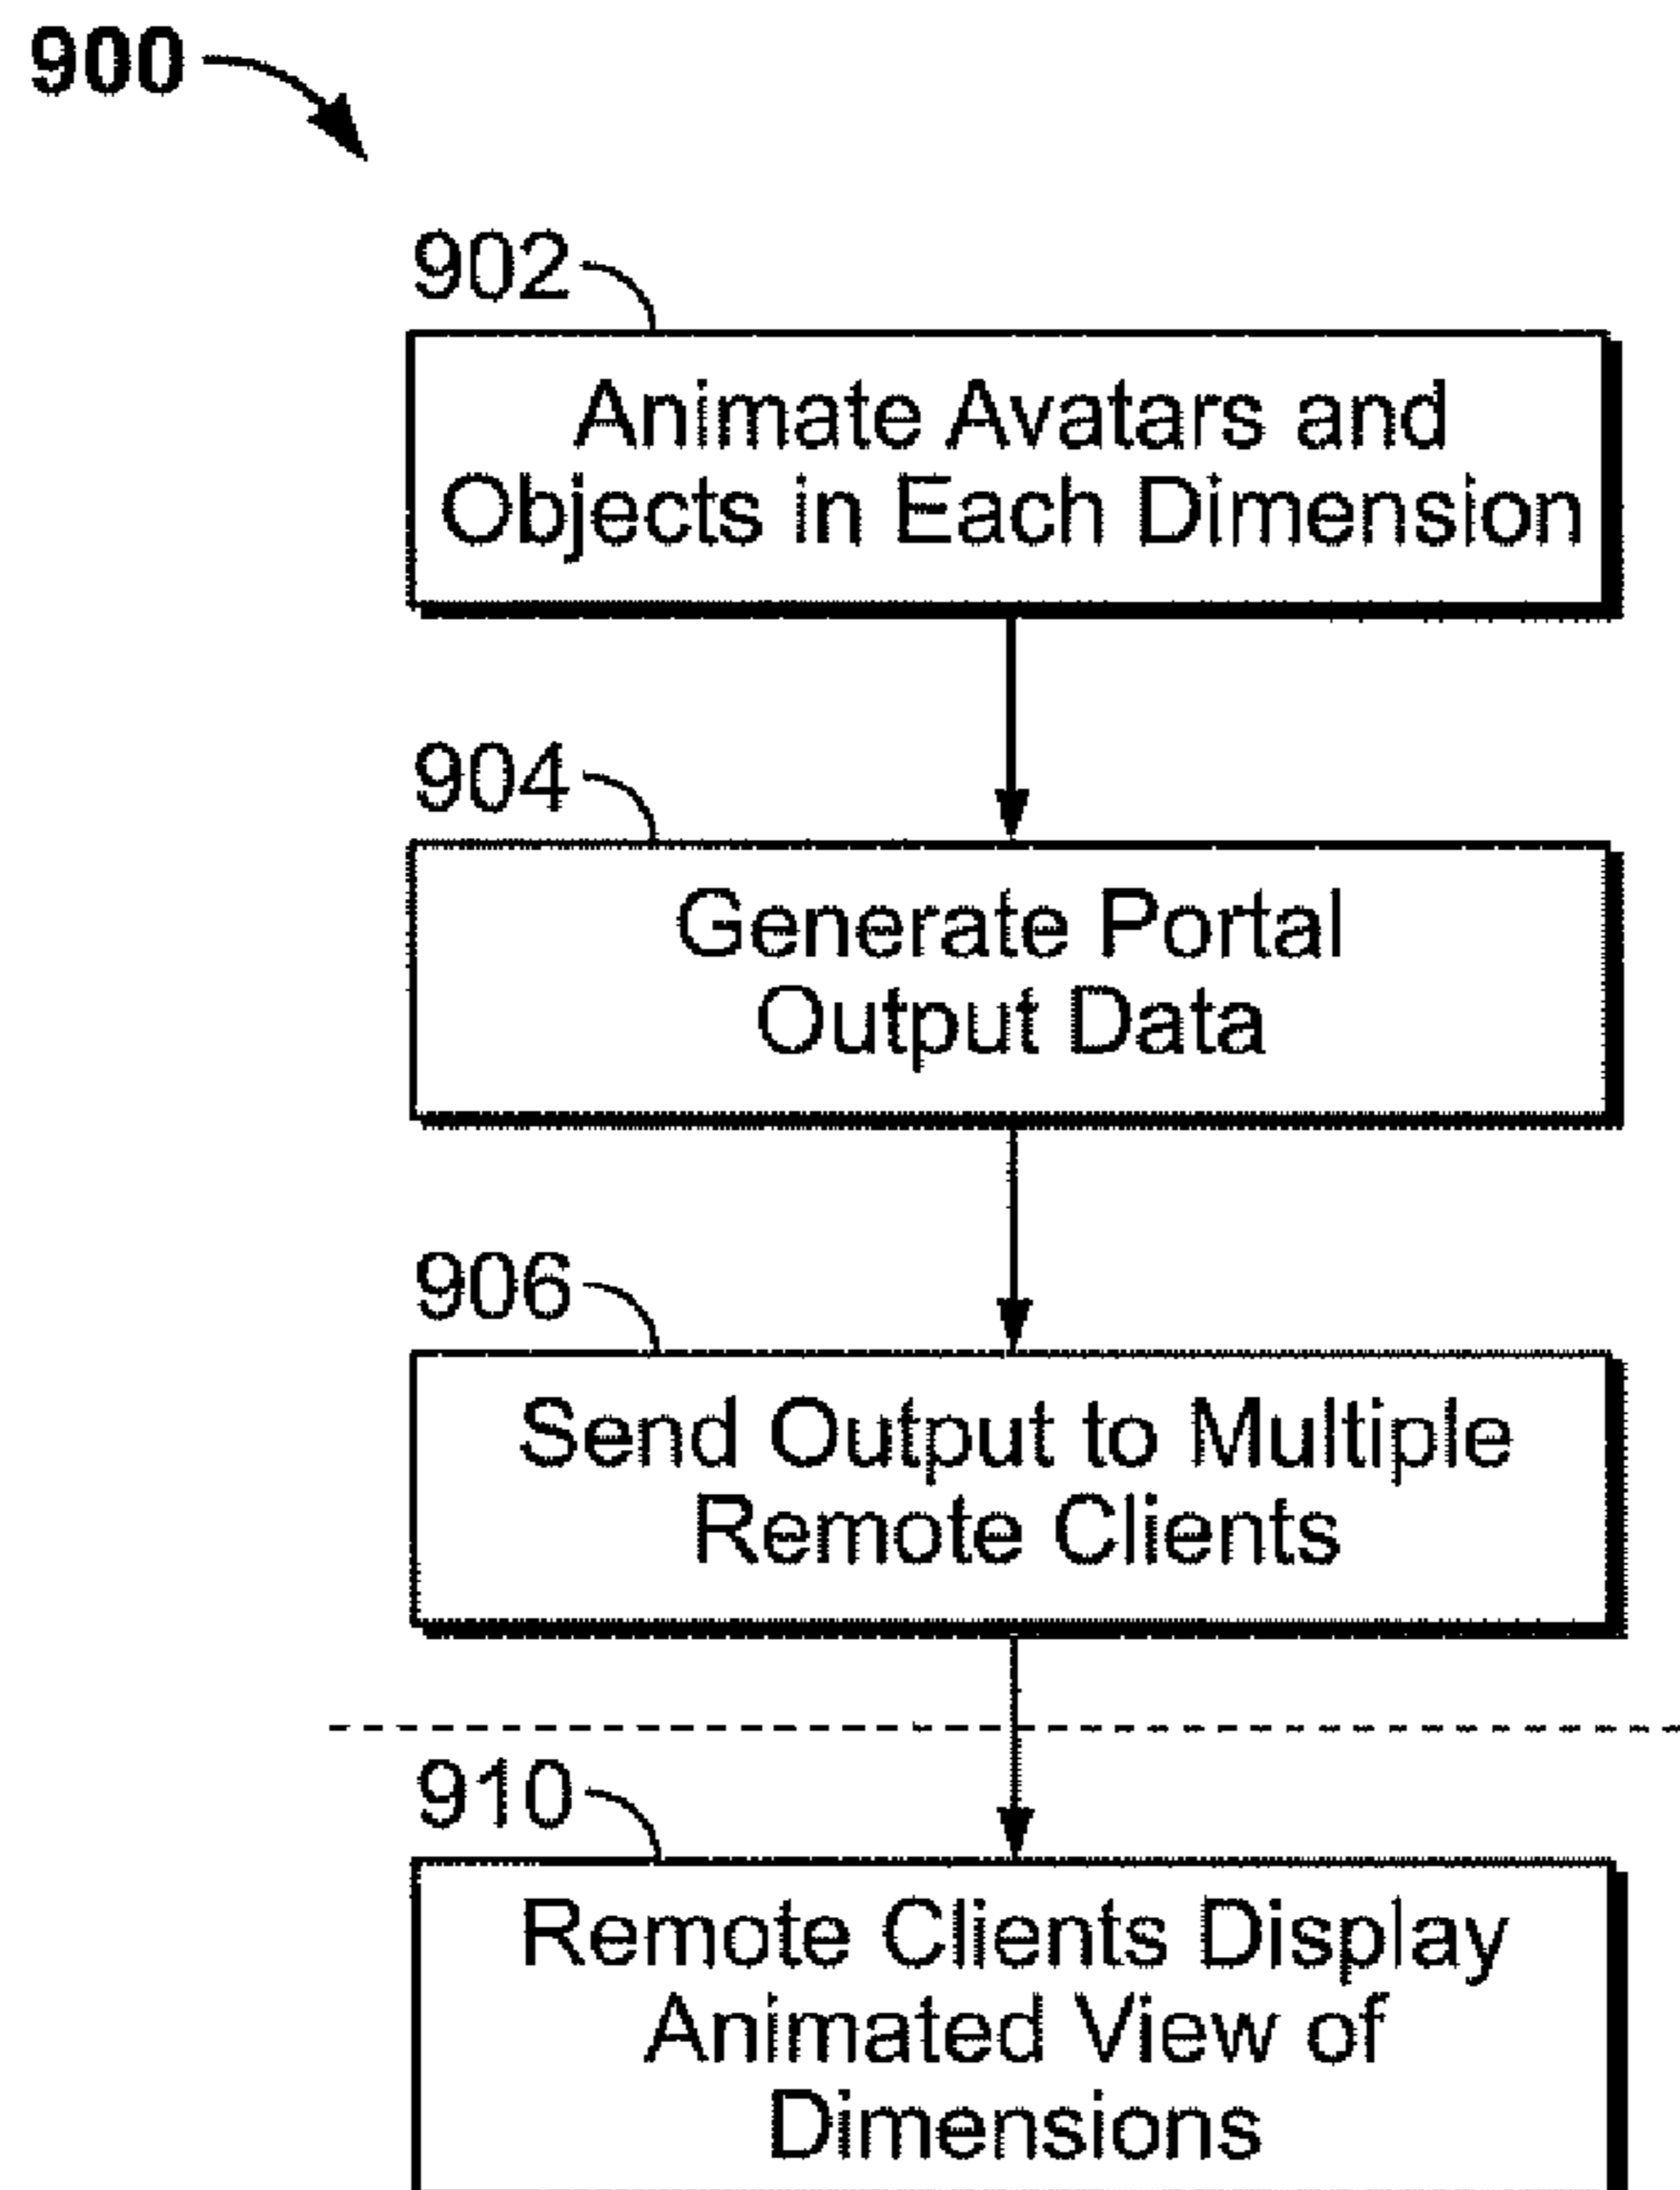 900
902
Animate Avatars and
Objects in Each Dimension
904
Generate Portal
Output Data
906
Send Output to Multiple
Remote Clients
910
Remote Clients Display
Animated View of
Dimensions